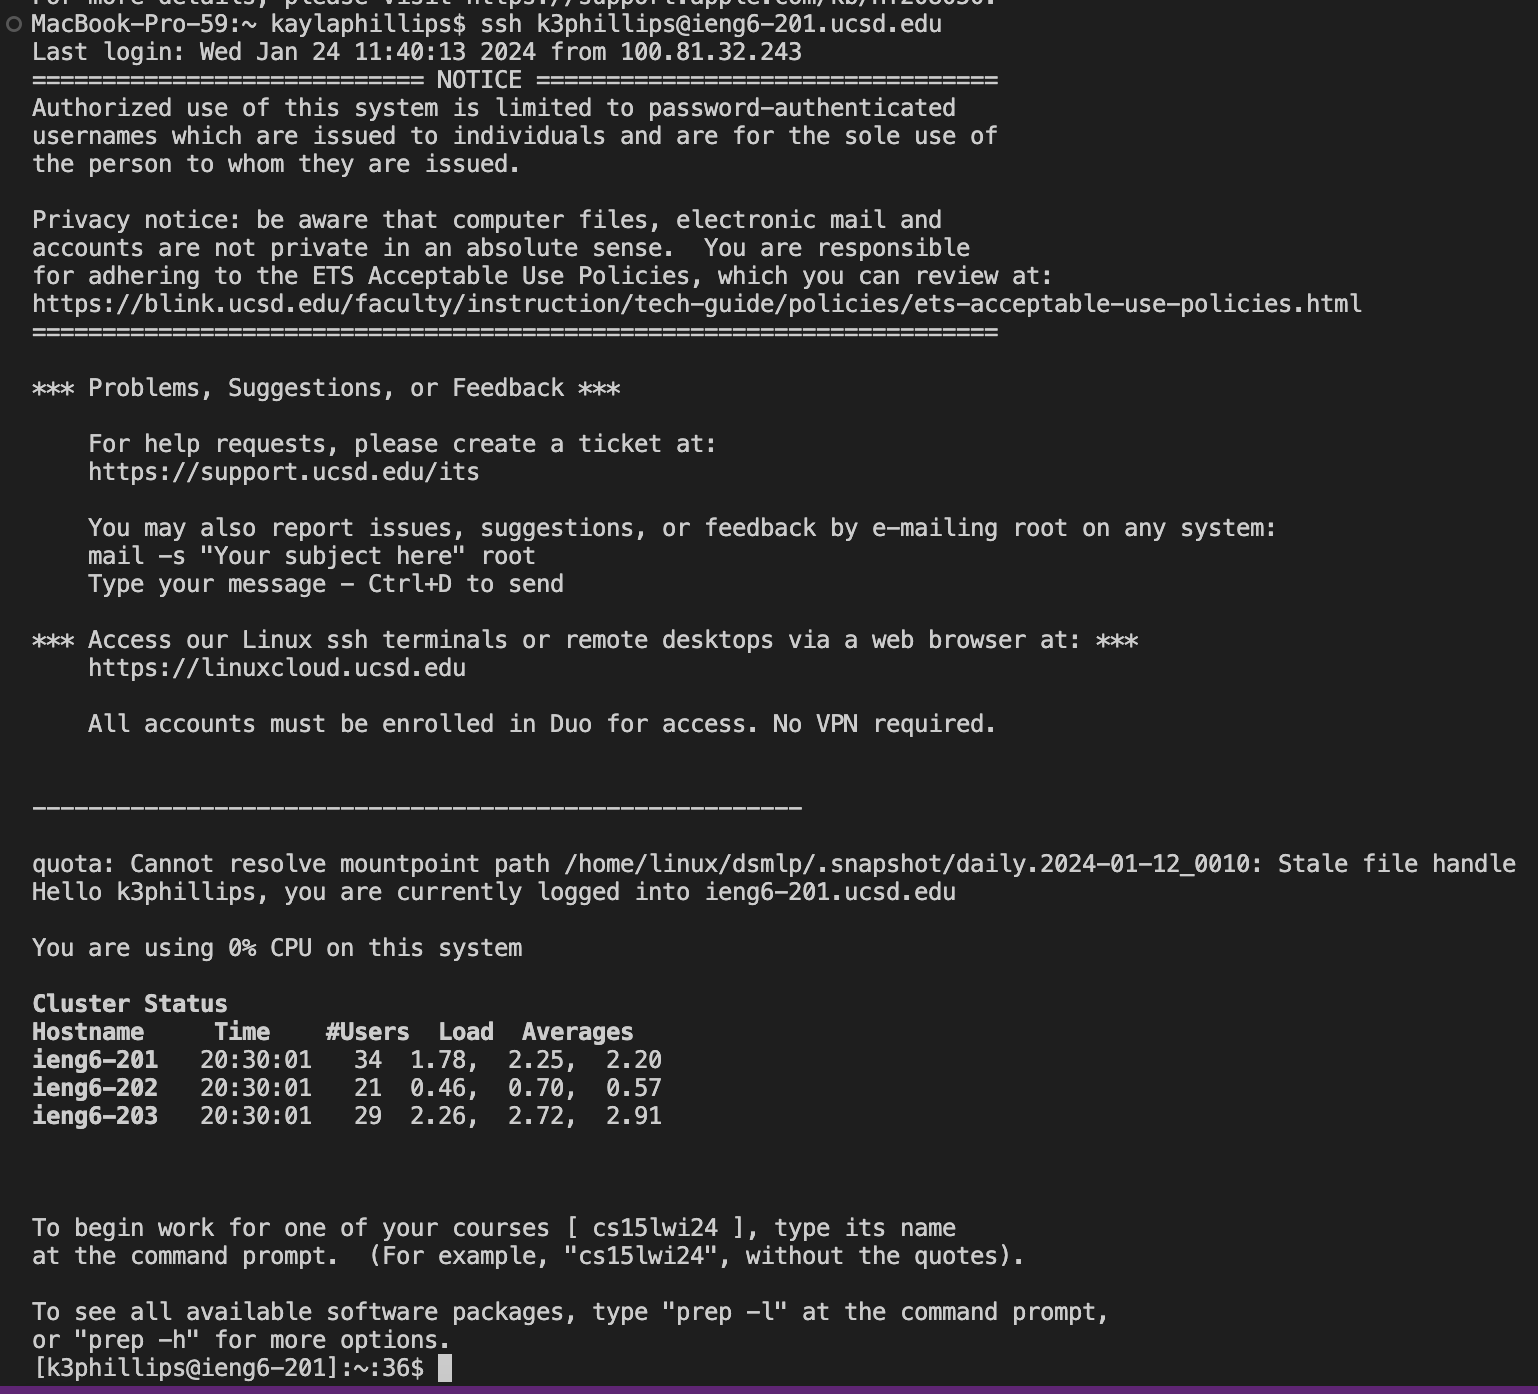 For more details, please visit https://support.apple.com/kb/HT208050.
MacBook-Pro-59:~ kaylaphillips$ ssh k3phillips@ieng6-201.ucsd.edu
Last login: Wed Jan 24 11:40:13 2024 from 100.81.32.243
============================ NOTICE =================================
Authorized use of this system is limited to password-authenticated
usernames which are issued to individuals and are for the sole use of
the person to whom they are issued.

Privacy notice: be aware that computer files, electronic mail and
accounts are not private in an absolute sense.  You are responsible
for adhering to the ETS Acceptable Use Policies, which you can review at:
https://blink.ucsd.edu/faculty/instruction/tech-guide/policies/ets-acceptable-use-policies.html
=====================================================================

*** Problems, Suggestions, or Feedback ***

    For help requests, please create a ticket at:
    https://support.ucsd.edu/its

    You may also report issues, suggestions, or feedback by e-mailing root on any system:
    mail -s "Your subject here" root
    Type your message - Ctrl+D to send

*** Access our Linux ssh terminals or remote desktops via a web browser at: ***
    https://linuxcloud.ucsd.edu

    All accounts must be enrolled in Duo for access. No VPN required.

-------------------------------------------------------

quota: Cannot resolve mountpoint path /home/linux/dsmlp/.snapshot/daily.2024-01-12_0010: Stale file handle
Hello k3phillips, you are currently logged into ieng6-201.ucsd.edu

You are using 0% CPU on this system

Cluster Status
Hostname     Time    #Users  Load  Averages
ieng6-201   20:30:01   34  1.78,  2.25,  2.20
ieng6-202   20:30:01   21  0.46,  0.70,  0.57
ieng6-203   20:30:01   29  2.26,  2.72,  2.91

To begin work for one of your courses [ cs15lwi24 ], type its name
at the command prompt.  (For example, "cs15lwi24", without the quotes).

To see all available software packages, type "prep -l" at the command prompt,
or "prep -h" for more options.
[k3phillips@ieng6-201]:~:36$